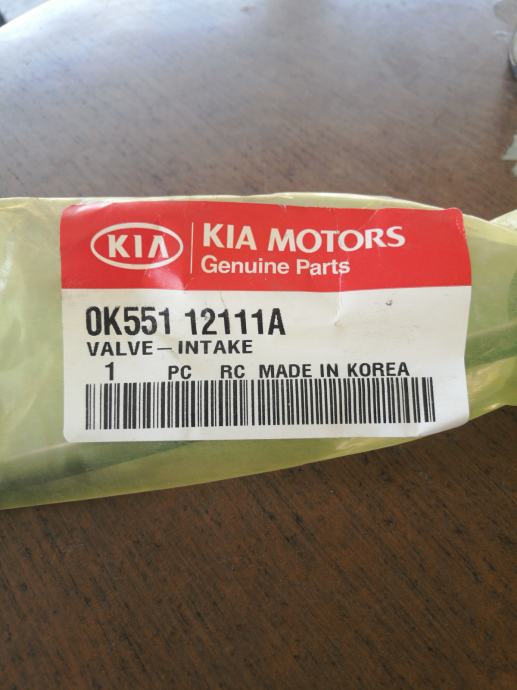 KIA
KIA MOTORS
Genuine Parts
0K551 12111A
VALVE-INTAKE
1 PC RC MADE IN KOREA